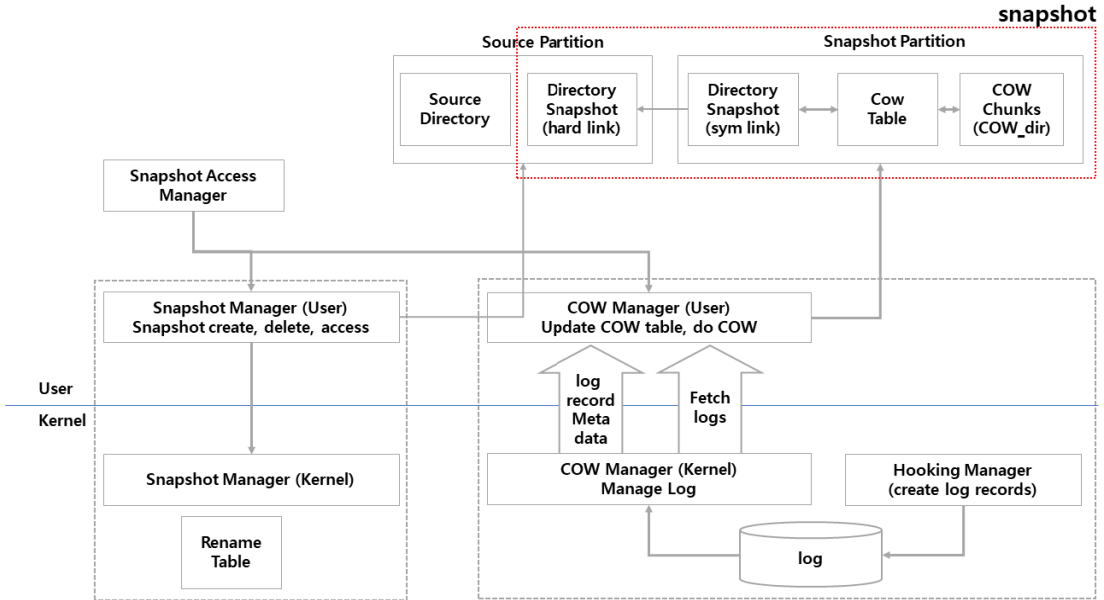 snapshot
Source Partition
Snapshot Partition
Source
Directory
Directory
Snapshot
(hard link)
Directory
Snapshot
(sym link)
Cow
Table
COW
Chunks
(COW_dir)
Snapshot Access
Manager
Snapshot Manager (User)
Snapshot create, delete, access
COW Manager (User)
Update COW table, do COW
log
record
Meta
data
Fetch
logs
User
Kernel
Snapshot Manager (Kernel)
COW Manager (Kernel)
Manage Log
Hooking Manager
(create log records)
Rename
Table
log